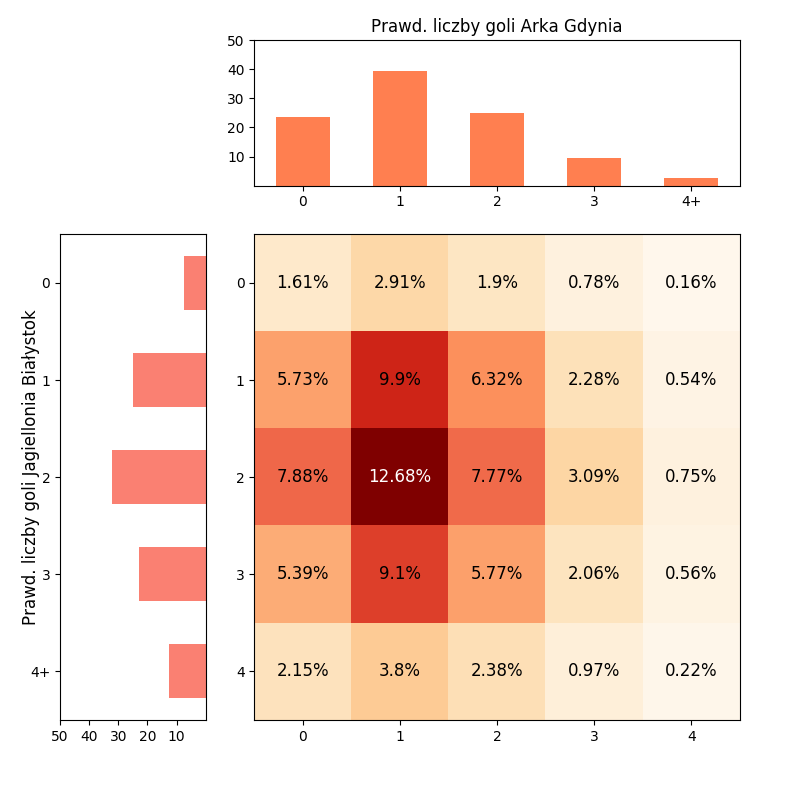 Prawd. liczby goli Arka Gdynia
50
40
30
20
10
0 1 2 3 4+
Prawd. liczby goli Jagiellonia Białystok
0
1
2
3
4+
50 40 30 20 10
0 1.61% 2.91% 1.9% 0.78% 0.16%
1 5.73% 9.9% 6.32% 2.28% 0.54%
2 7.88% 12.68% 7.77% 3.09% 0.75%
3 5.39% 9.1% 5.77% 2.06% 0.56%
4 2.15% 3.8% 2.38% 0.97% 0.22%
0 1 2 3 4